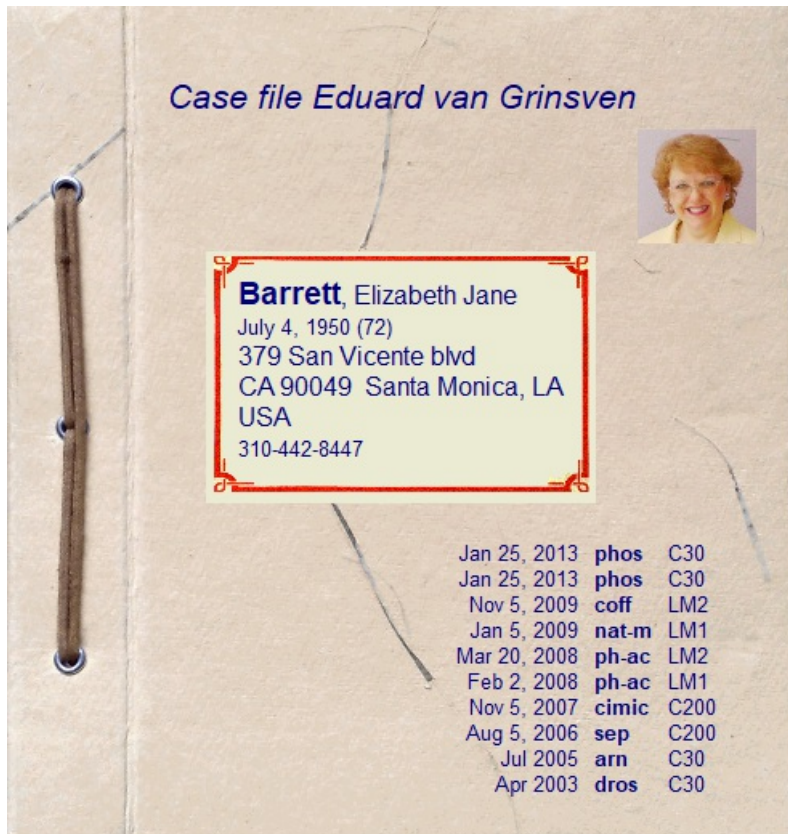 Case file Eduard van Grinsven
Barrett, Elizabeth Jane
July 4, 1950 (72)
379 San Vicente blvd
CA 90049  Santa Monica, LA
USA
310-442-8447
Jan 25, 2013 phos C30
Jan 25, 2013 phos C30
Nov 5, 2009 coff LM2
Jan 5, 2009 nat-m LM1
Mar 20, 2008 ph-ac LM2
Feb 2, 2008 ph-ac LM1
Nov 5, 2007 cimic C200
Aug 5, 2006 sep C200
Jul 2005 arn C30
Apr 2003 dros C30